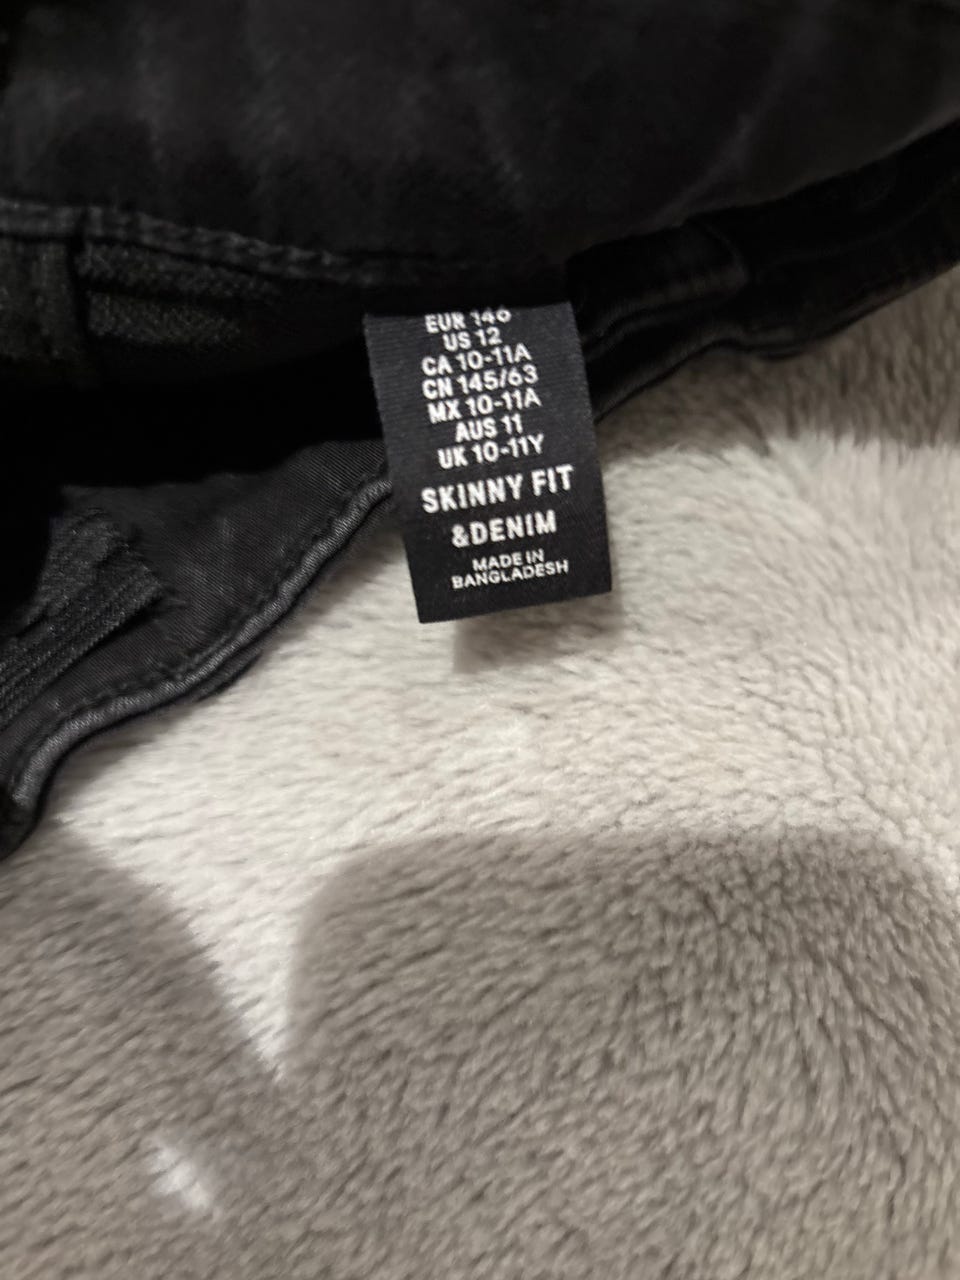 EUR 146
US 12
CA 10-11A
CN 145/63
MX 10-11A
AUS 11
UK 10-11Y
SKINNY FIT
&DENIM
MADE IN
BANGLADESH